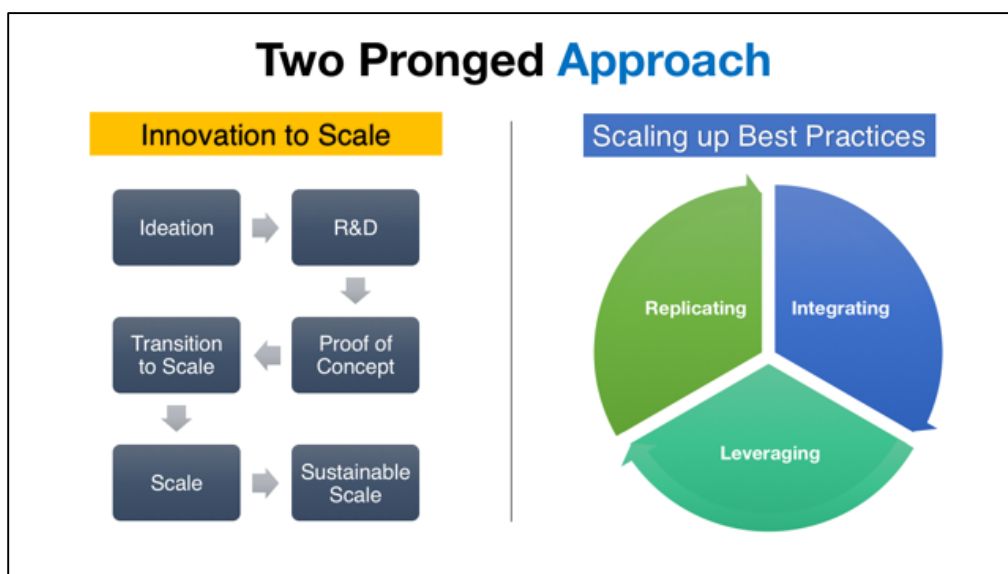 Two Pronged Approach
Innovation to Scale
Ideation
R&D
Transition
to Scale
Proof of
Concept
Scale
Sustainable
Scale
Scaling up Best Practices
Replicating
Integrating
Leveraging